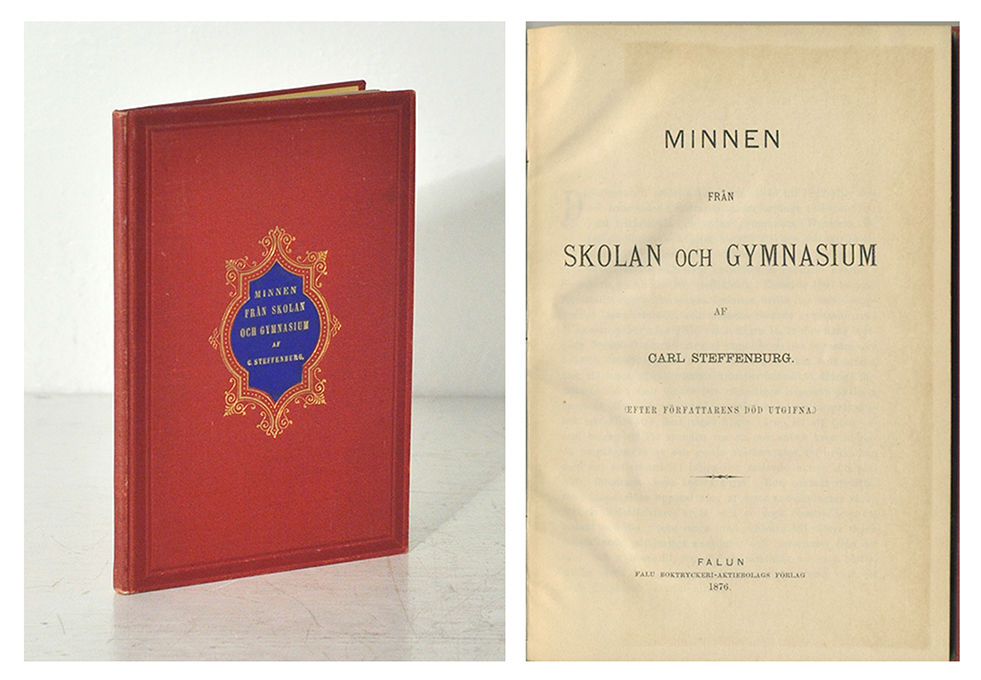 MINNEN
FRÅN SKOLAN
OCH GYMNASIUM
AF
C. STEFFENBURG.
MINNEN
FRÅN
SKOLAN OCH GYMNASIUM
AF
CARL STEFFENBURG.
(EFTER FÖRFATTARENS DÖD UTGIFNA.)
FALUN
FALU BOKTRYCKERI-AKTIEBOLAGS FÖRLAG
1876.